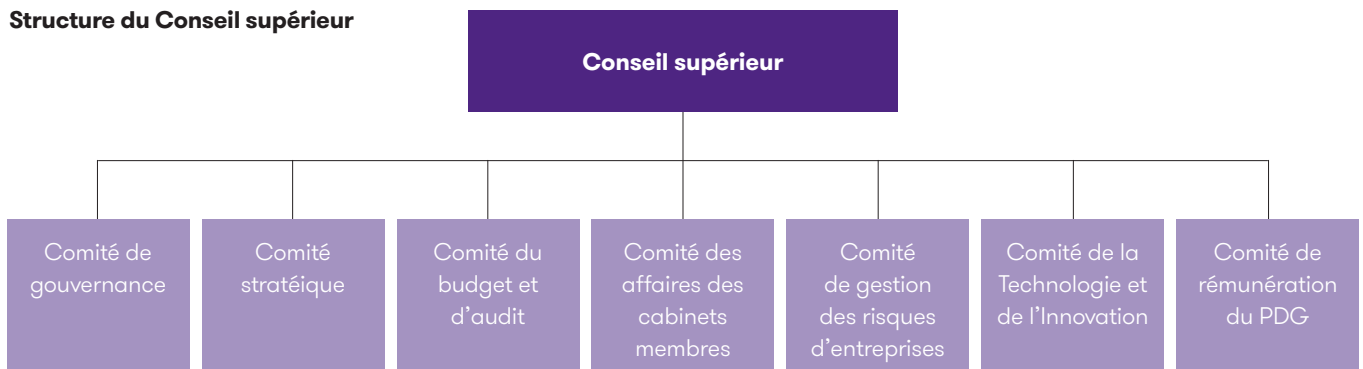 Structure du Conseil supérieur
Conseil supérieur
Comité de
gouvernance
Comité
stratéique
Comité du
budget et
d'audit
Comité des
affaires des
cabinets
membres
Comité
de gestion
des risques
d'entreprises
Comité de la
Technologie et
de l'Innovation
Comité de
rémunération
du PDG